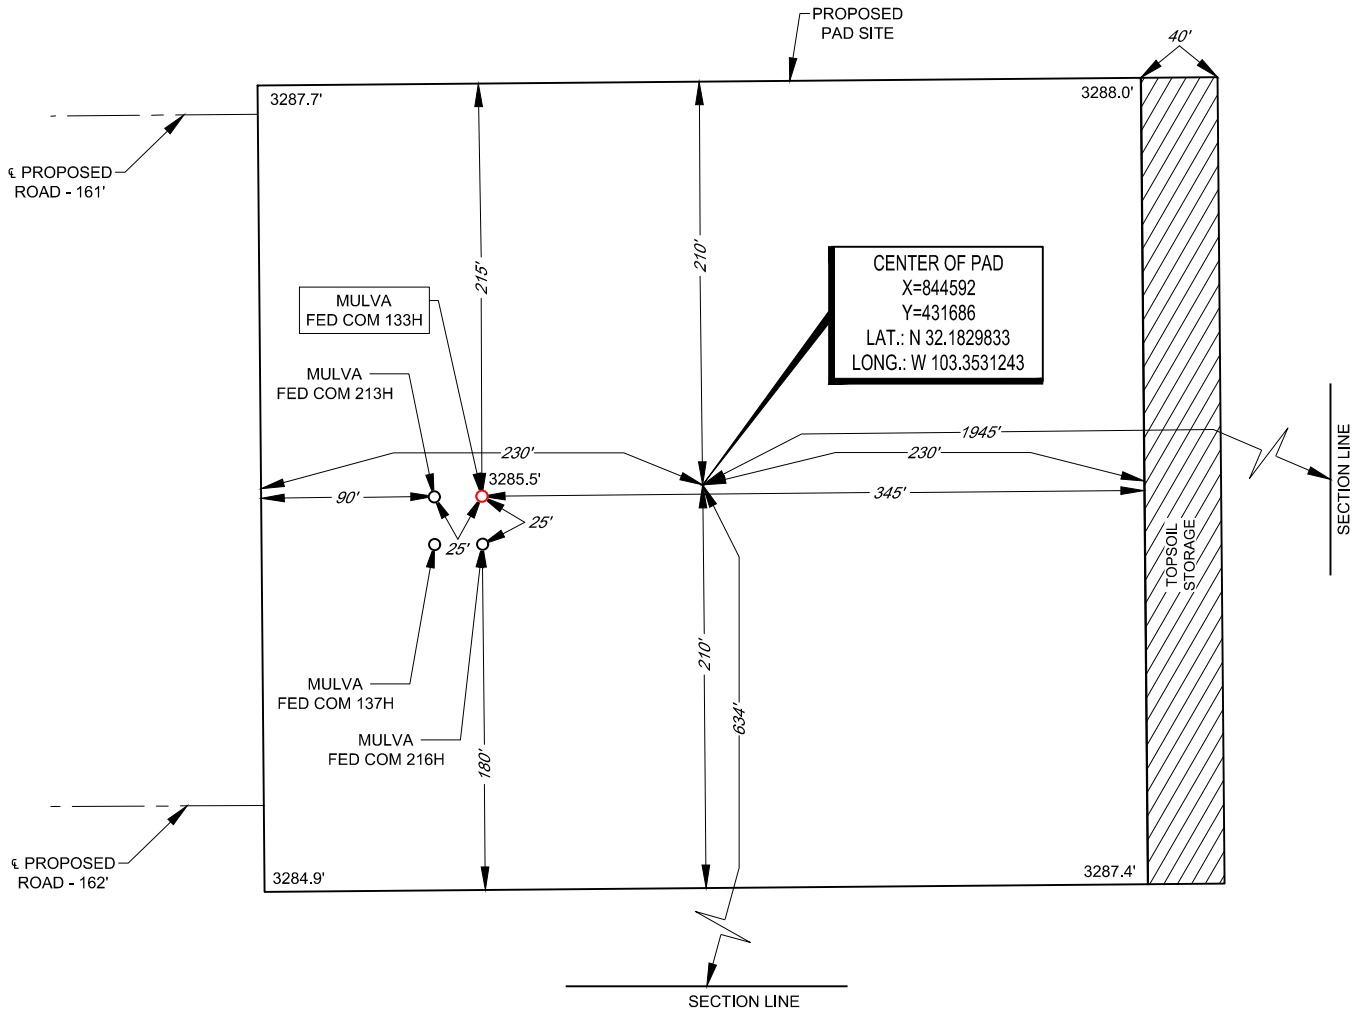 PROPOSED
PAD SITE
40'
3287.7'
3288.0'
℄ PROPOSED
ROAD - 161'
215'
210'
CENTER OF PAD
X=844592
Y=431686
LAT.: N 32.1829833
LONG.: W 103.3531243
MULVA
FED COM 133H
MULVA
FED COM 213H
1945'
230'
230'
3285.5'
90'
345'
25'
25'
SECTION LINE
TOPSOIL
STORAGE
210'
634'
MULVA
FED COM 137H
MULVA
FED COM 216H
180'
℄ PROPOSED
ROAD - 162'
3284.9'
3287.4'
SECTION LINE